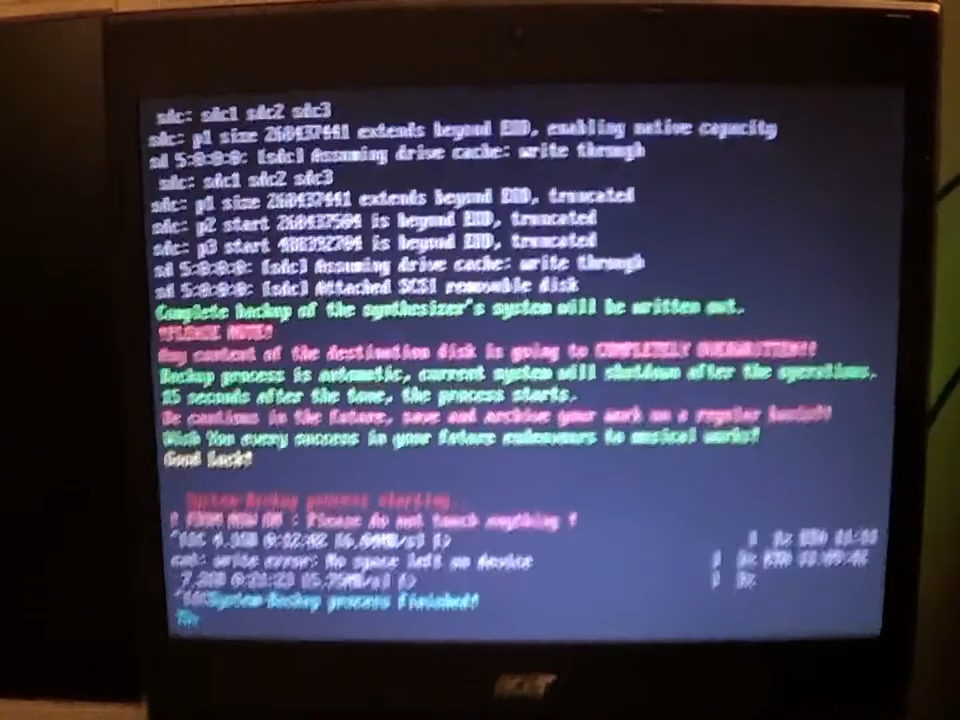 sdc: sdc1 sdc2 sdc3
sdc: p1 size 268437441 extends beyond EOD, enabling native capacity
sd 5:0:0:0: [sdc] Assuming drive cache: write through
sdc: sdc1 sdc2 sdc3
sdc: p1 size 268437441 extends beyond EOD, truncated
sdc: p2 start 268437504 is beyond EOD, truncated
sdc: p3 start is beyond EOD, truncated
sd 5:0:0:0: [sdc] Assuming drive cache: write through
sd 5:0:0:0: [sdc] Attached SCSI removable disk
Complete backup of the synthesizer's system will be written out.
!PLEASE NOTE!
Any content of the destination disk is going to COMPLETELY OVERWRITTEN!!
Backup process is automatic, current system will shutdown after the operations.
15 seconds after the tone, the process starts.
Be cautious in the future, save and archive your work on a regular basis!!
Wish You every success in your future endeavours to musical works!
Good Luck!
System-Backup process starting..
! FROM NOW ON : Please do not touch anything !
cat: write error: No space left on device
System-Backup process finished!
acer